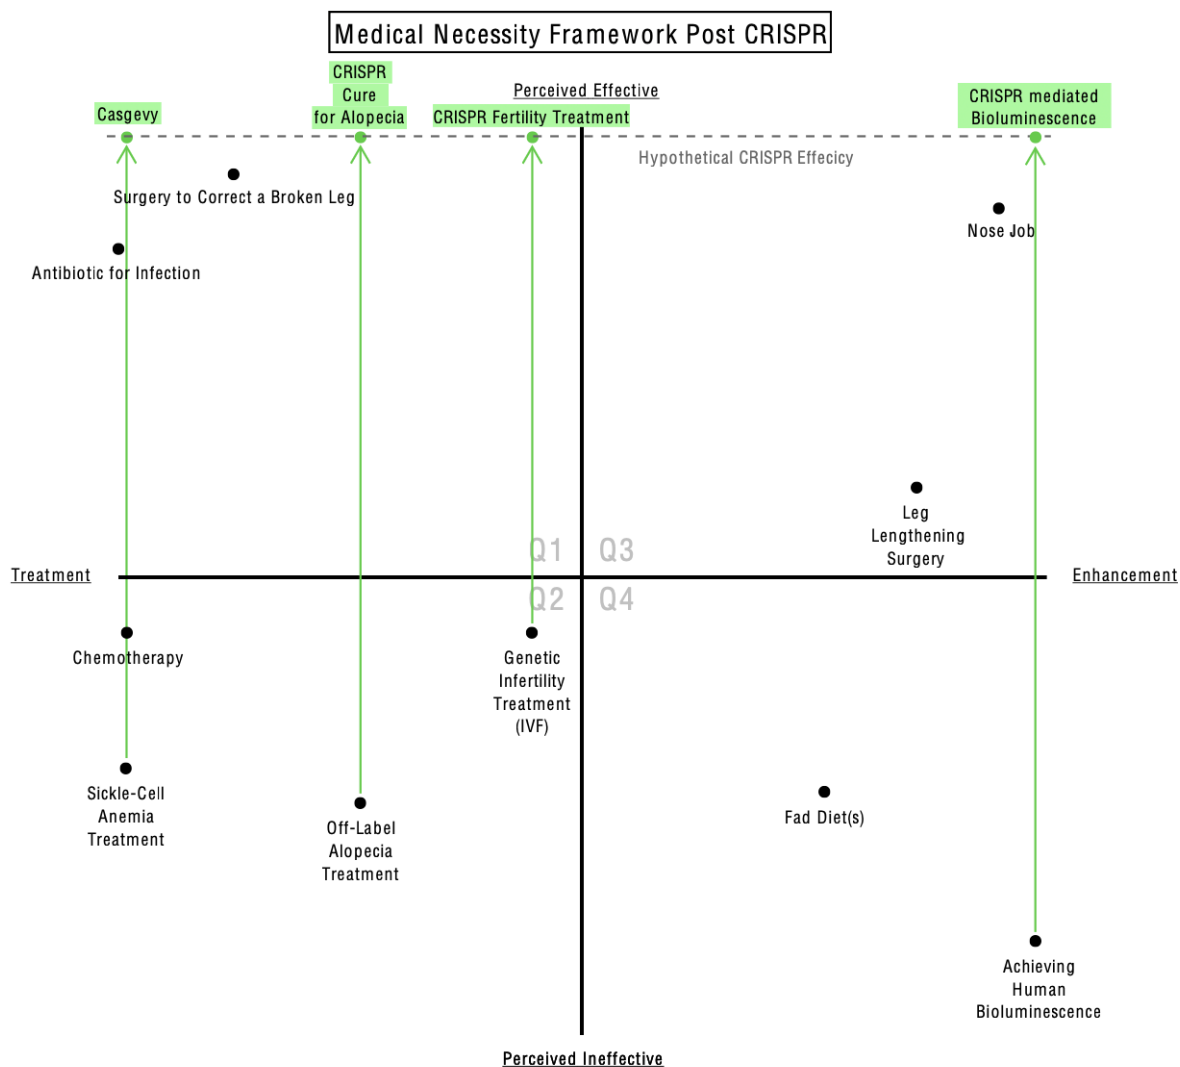 Medical Necessity Framework Post CRISPR
CRISPR
Cure
for Alopecia
Casgevy
CRISPR Fertility Treatment
Perceived Effective
CRISPR mediated
Bioluminescence
Hypothetical CRISPR Effecicy
Surgery to Correct a Broken Leg
Nose Job
Antibiotic for Infection
Leg
Lengthening
Surgery
Q1
Q3
Treatment
Enhancement
Q2
Q4
Chemotherapy
Genetic
Infertility
Treatment
(IVF)
Sickle-Cell
Anemia
Treatment
Off-Label
Alopecia
Treatment
Fad Diet(s)
Achieving
Human
Bioluminescence
Perceived Ineffective